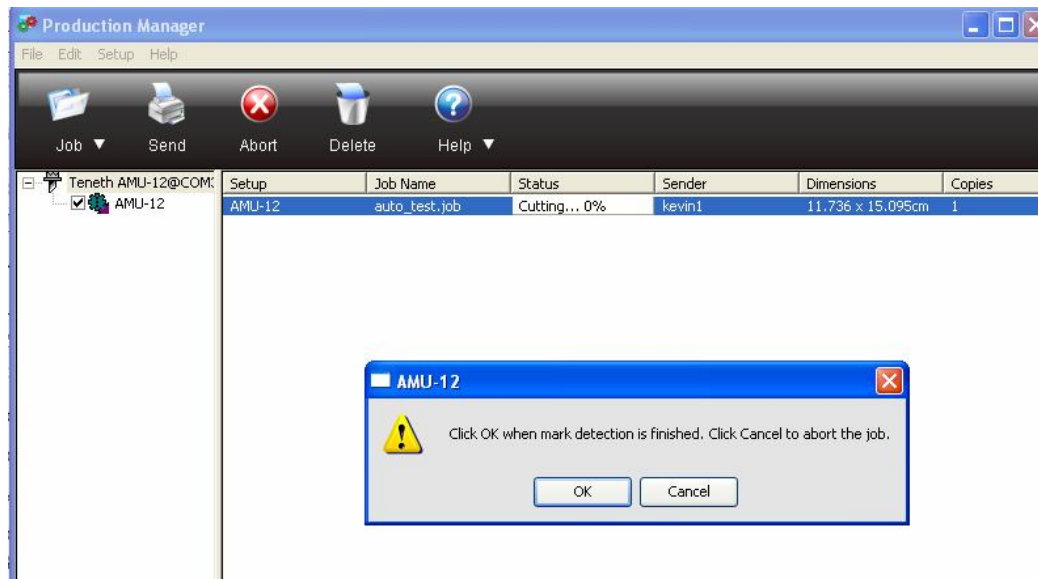 Production Manager
File Edit Setup Help
Job Send Abort Delete Help
Teneth AMU-12@COM
Setup Job Name Status Sender Dimensions Copies
AMU-12
AMU-12 auto_test.job Cutting... 0% kevin1 11.736 x 15.095cm 1
AMU-12
Click OK when mark detection is finished. Click Cancel to abort the job.
OK Cancel